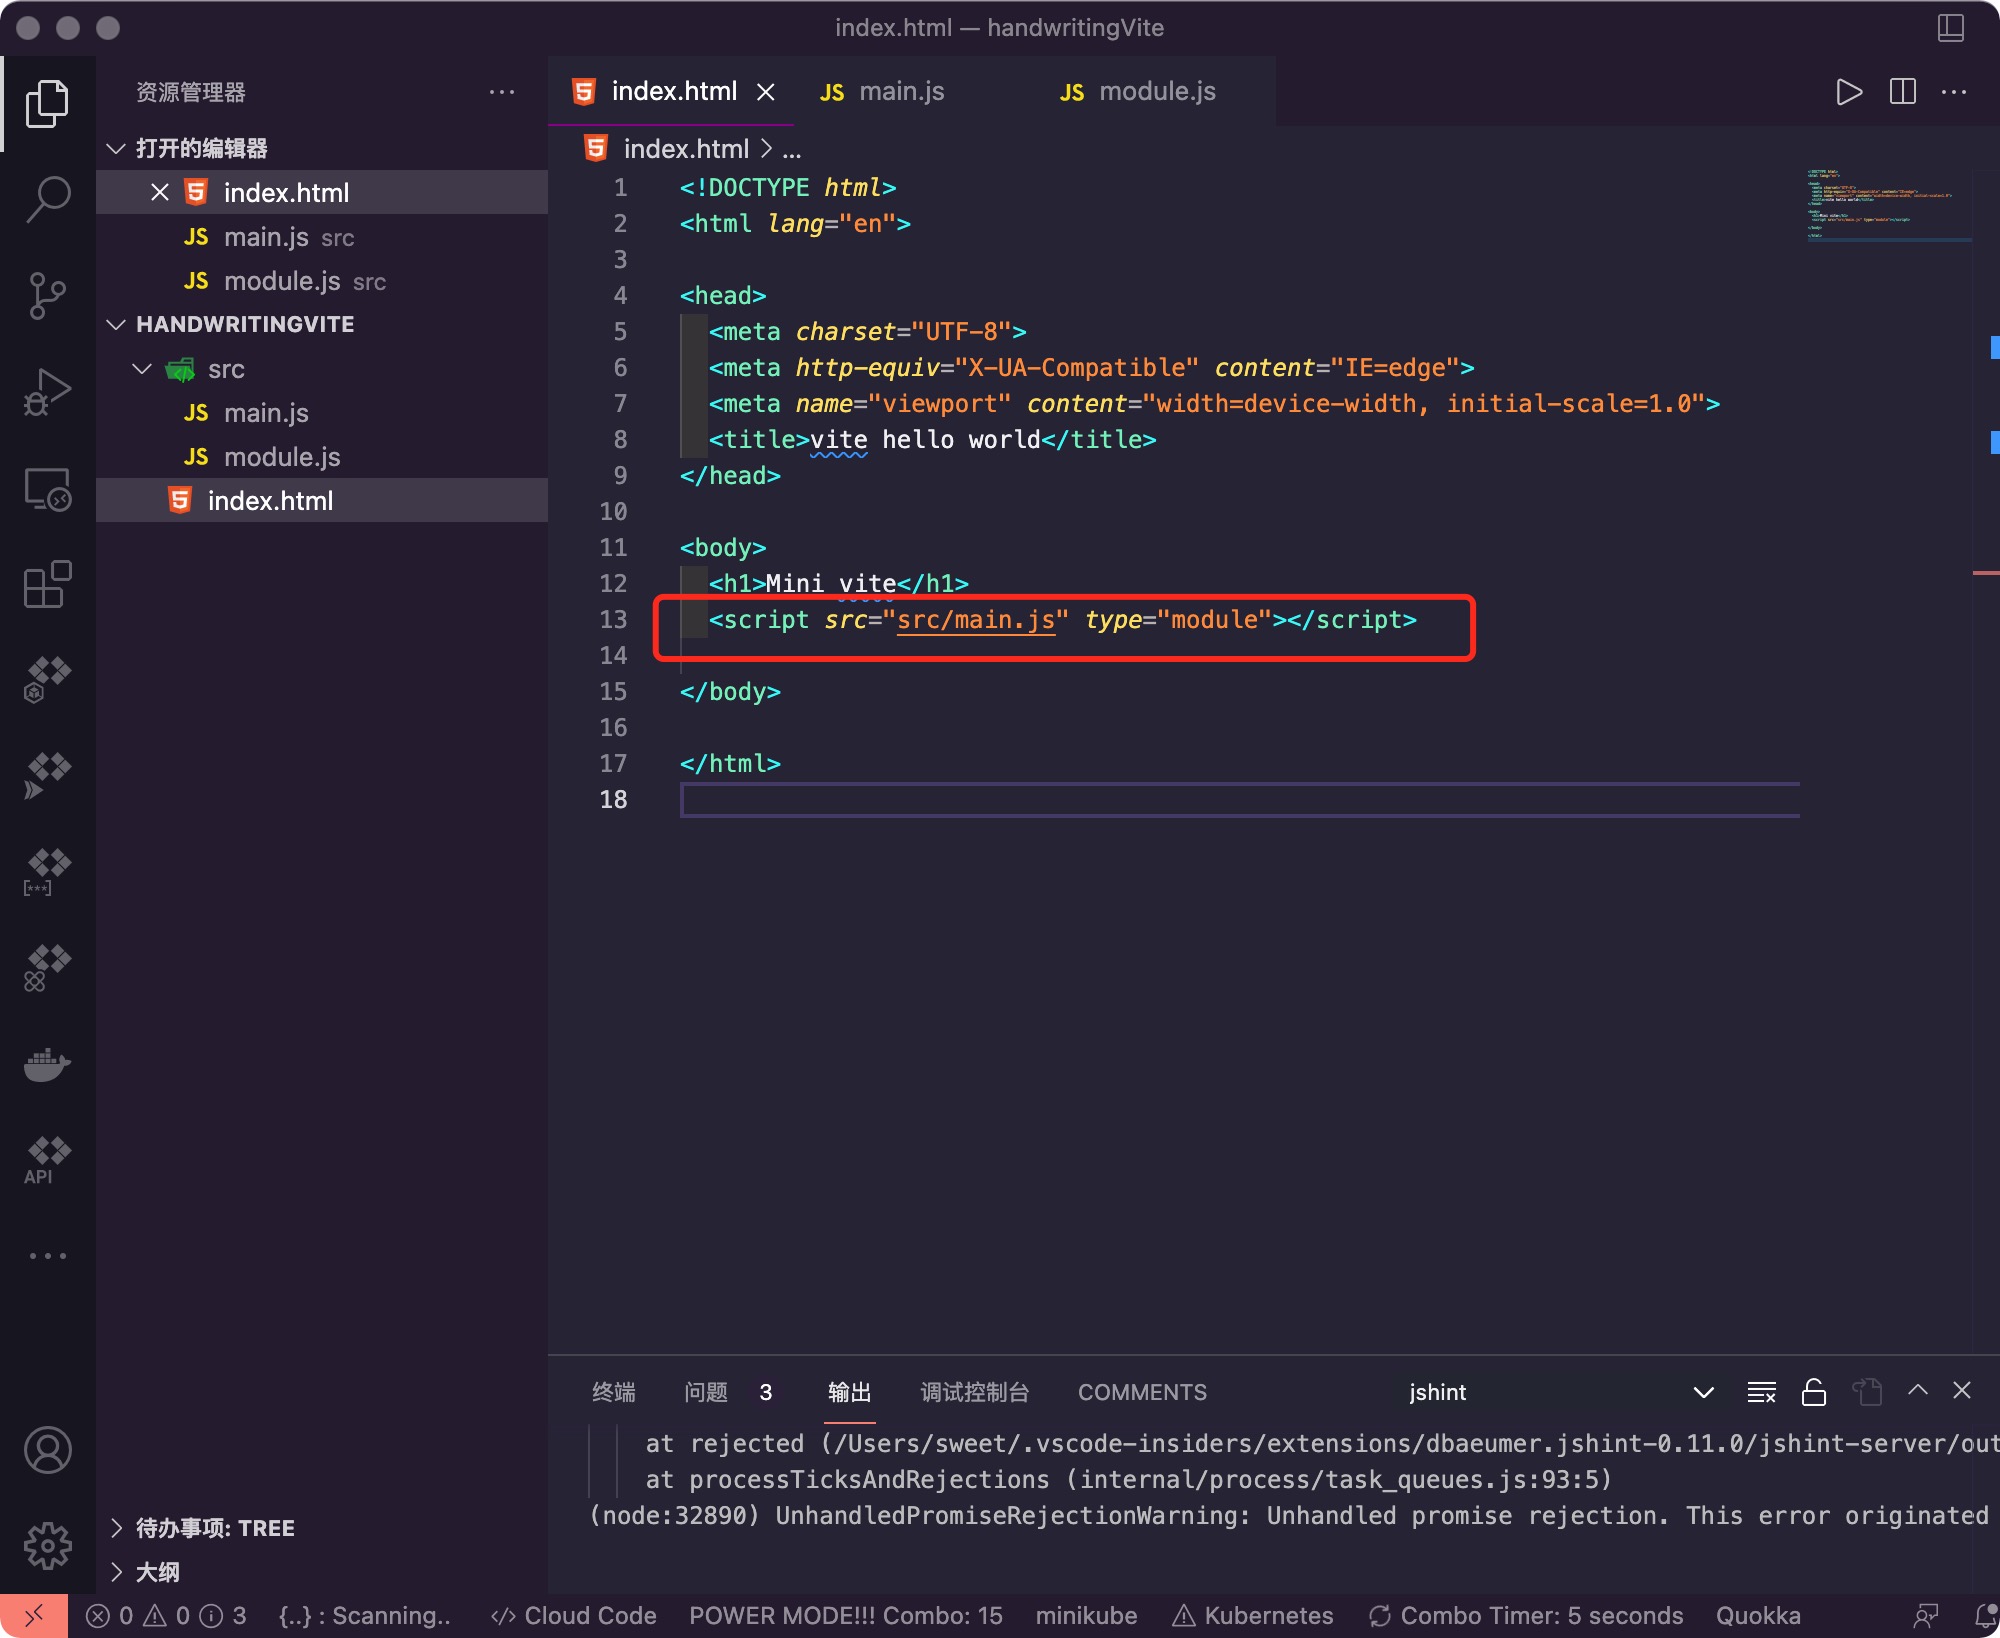 index.html — handwritingVite
资源管理器
打开的编辑器
index.html
JS main.js src
JS module.js src
HANDWRITINGVITE
src
JS main.js
JS module.js
index.html
待办事项: TREE
大纲
API
index.html
JS main.js
JS module.js
index.html > ...
1 <!DOCTYPE html>
2 <html lang="en">
3
4 <head>
5 <meta charset="UTF-8">
6 <meta http-equiv="X-UA-Compatible" content="IE=edge">
7 <meta name="viewport" content="width=device-width, initial-scale=1.0">
8 <title>vite hello world</title>
9 </head>
10
11 <body>
12 <h1>Mini vite</h1>
13 <script src="src/main.js" type="module"></script>
14
15 </body>
16
17 </html>
18
终端 问题 3 输出 调试控制台 COMMENTS jshint
at rejected (/Users/sweet/.vscode-insiders/extensions/dbaeumer.jshint-0.11.0/jshint-server/out
at processTicksAndRejections (internal/process/task_queues.js:93:5)
(node:32890) UnhandledPromiseRejectionWarning: Unhandled promise rejection. This error originated
0 0 3 {..} : Scanning.. </> Cloud Code POWER MODE!!! Combo: 15 minikube Kubernetes Combo Timer: 5 seconds Quokka